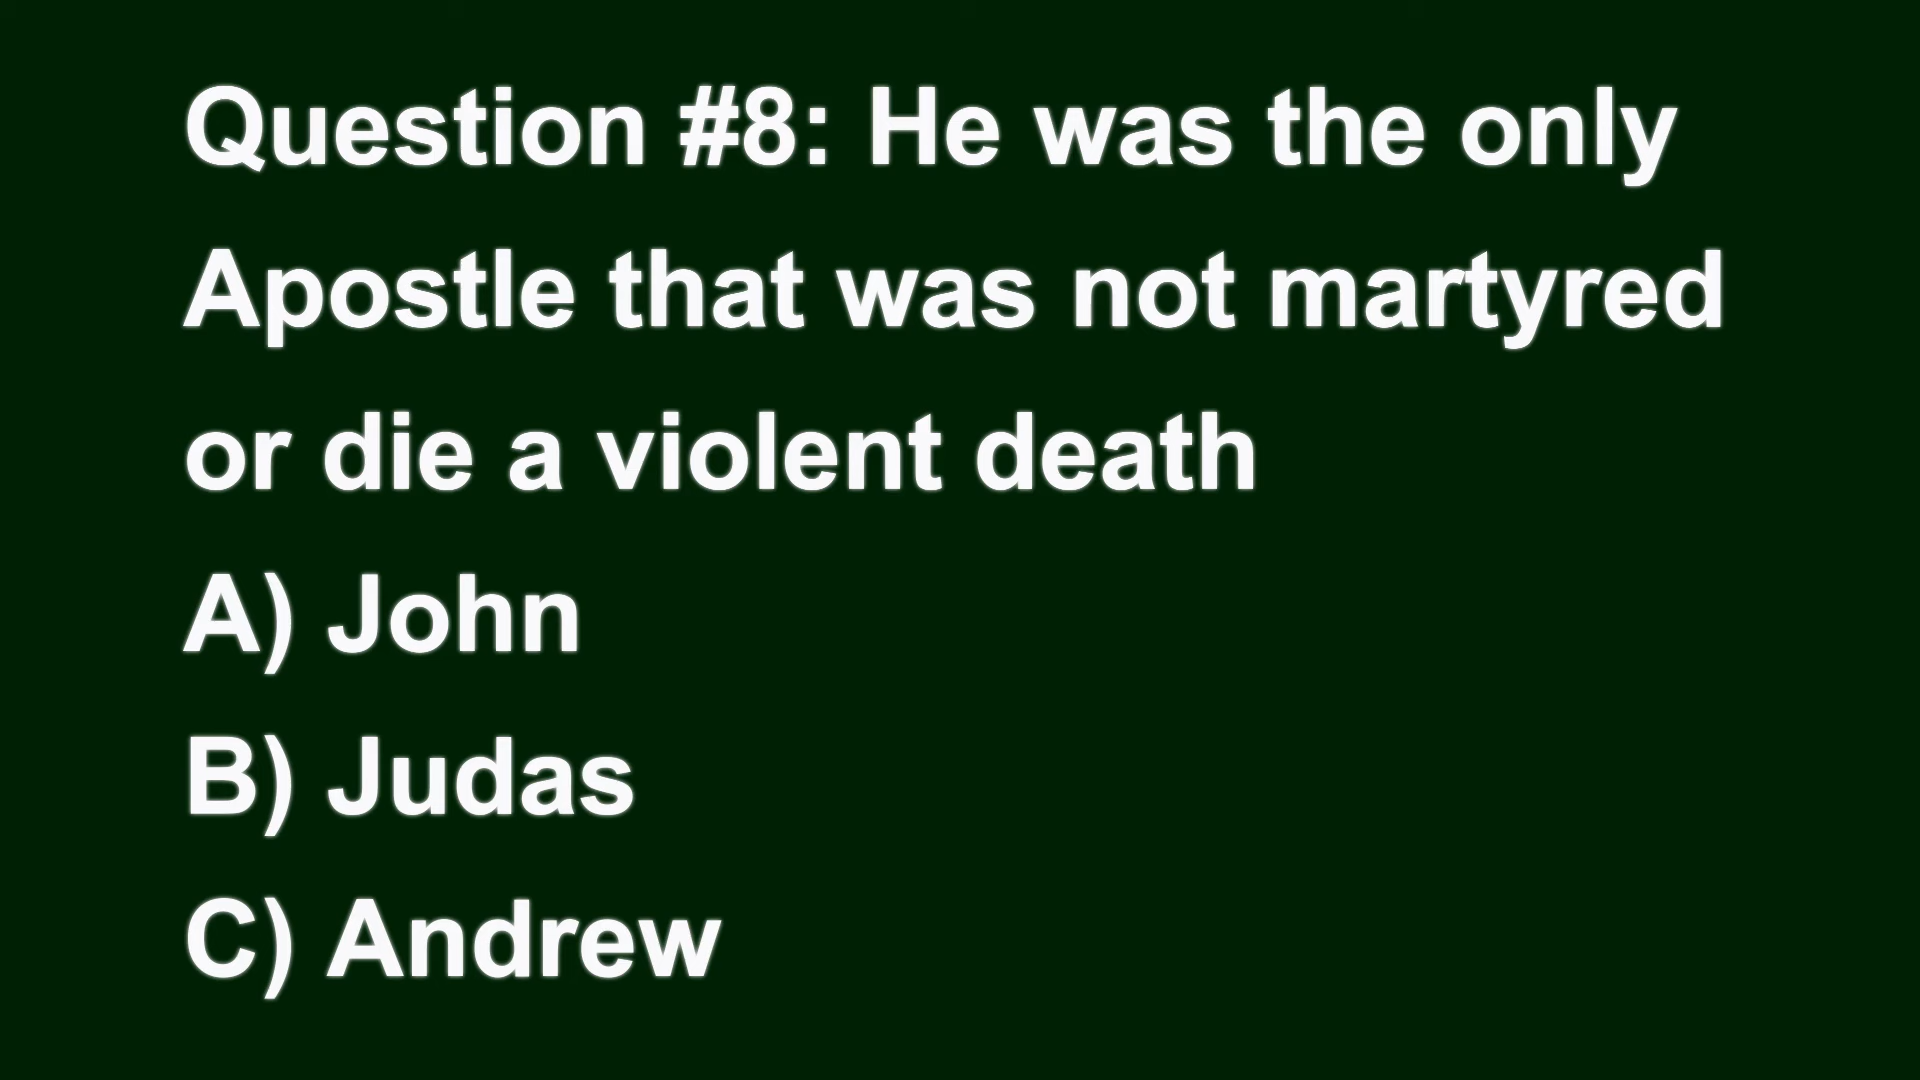 Question #8: He was the only
Apostle that was not martyred
or die a violent death
A) John
B) Judas
C) Andrew